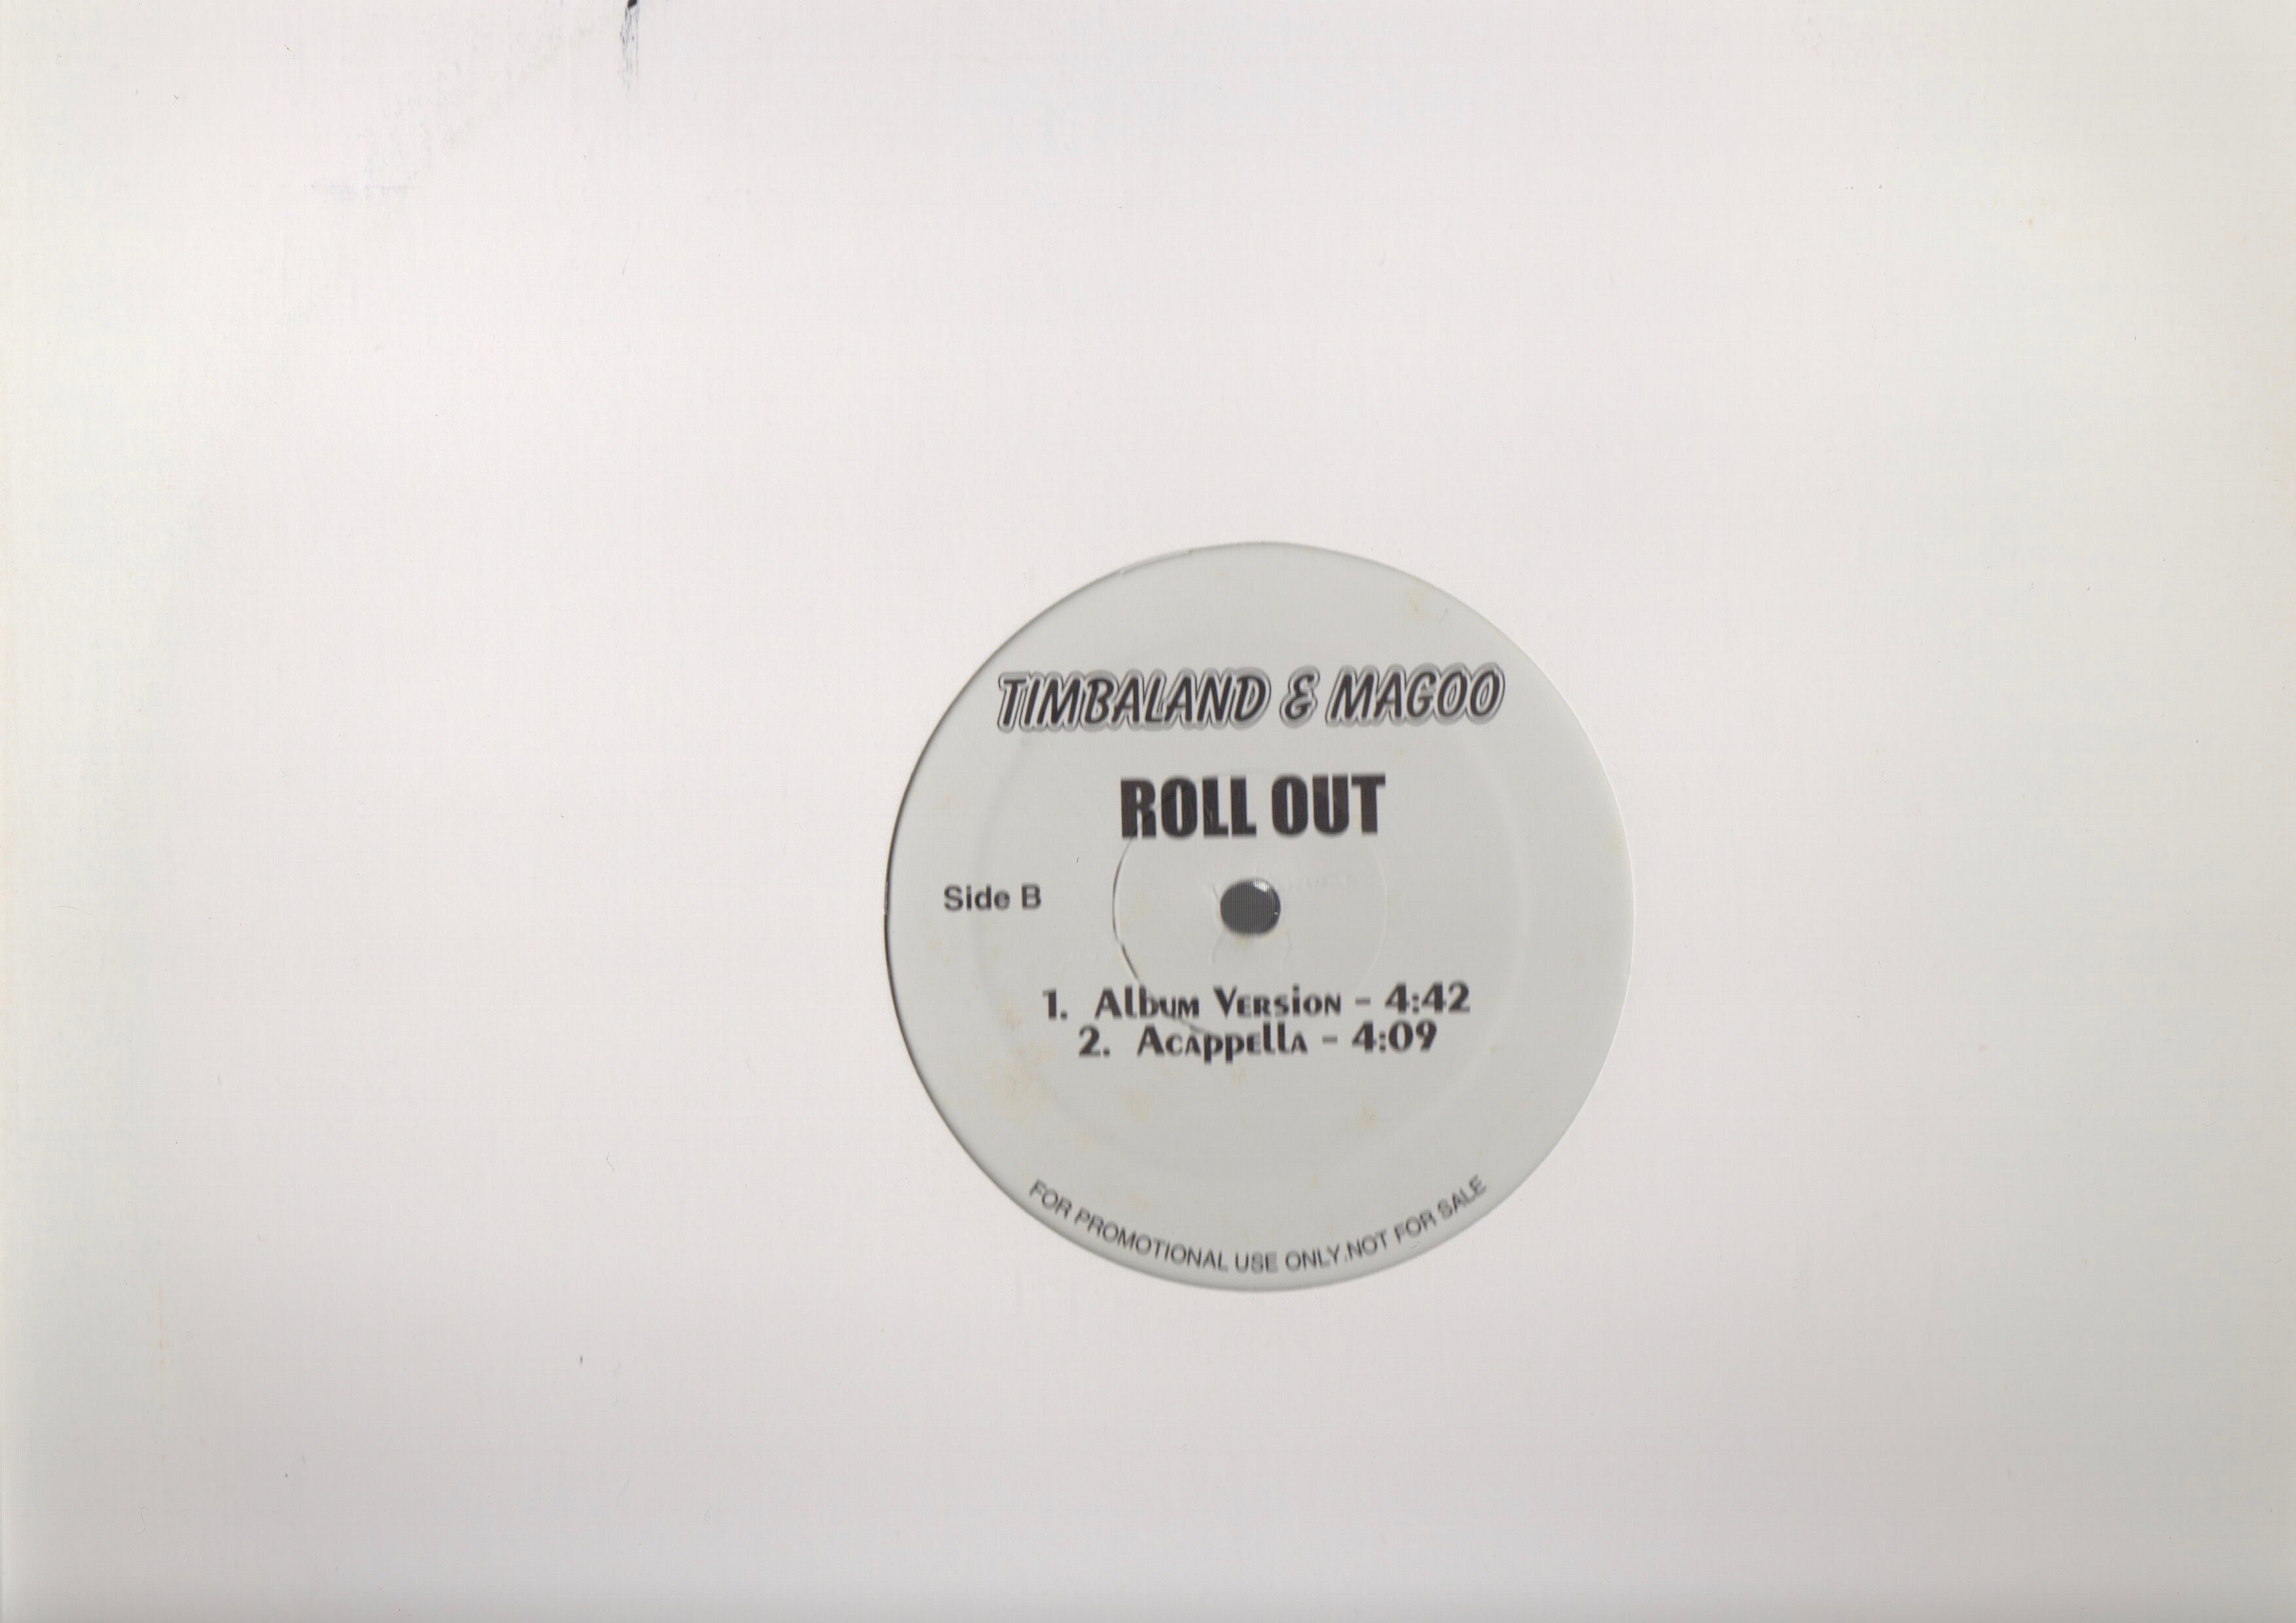 TIMBALAND & MAGOO
ROLL OUT
Side B
1. Album Version - 4:42
2. Acappella - 4:09
FOR PROMOTIONAL USE ONLY.NOT FOR SALE